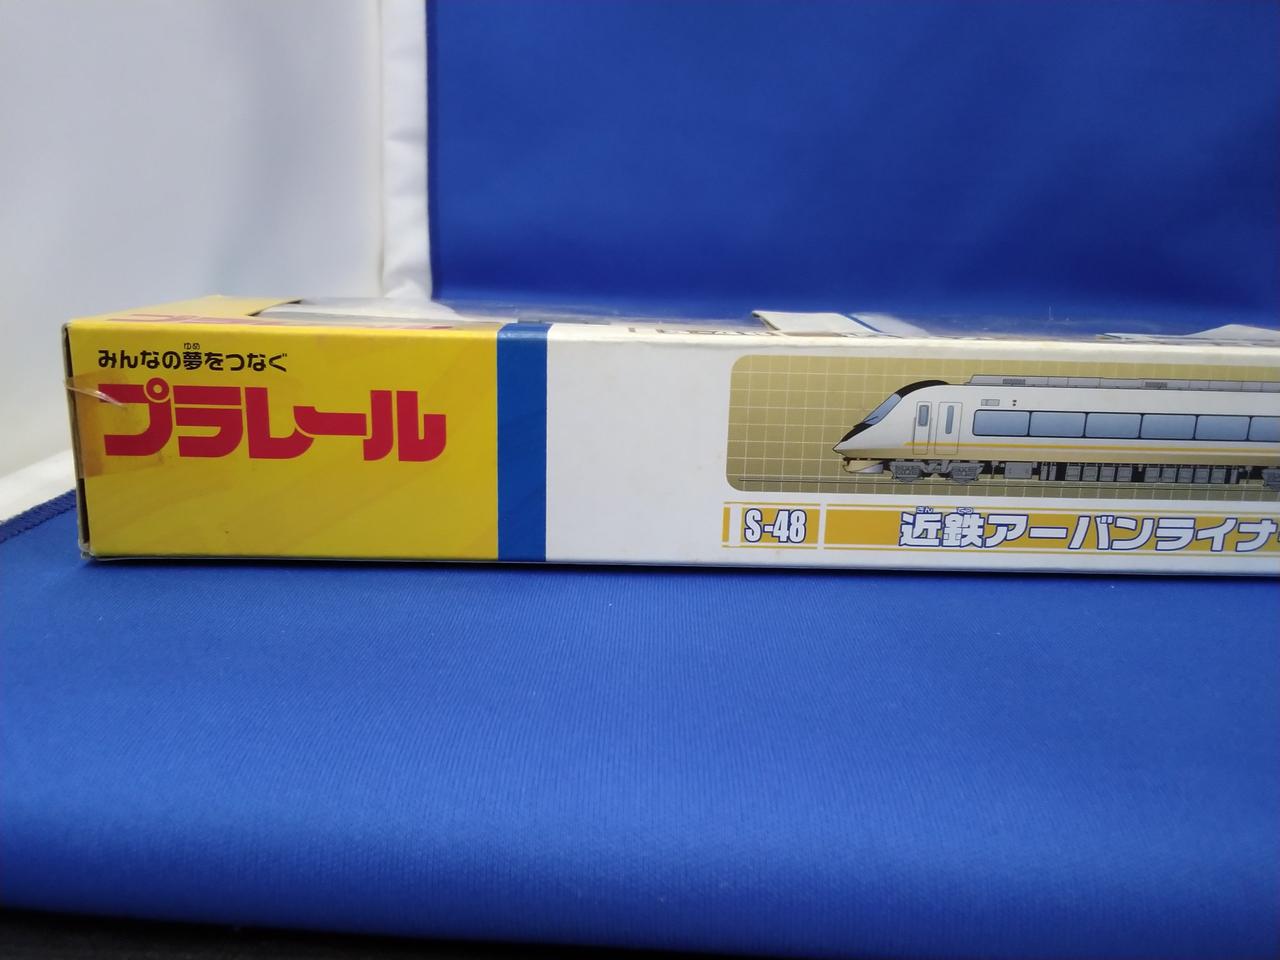 みんなの夢をつなぐ
ゆめ
プラレール
S-48
近鉄アーバンライナー
きん てつ